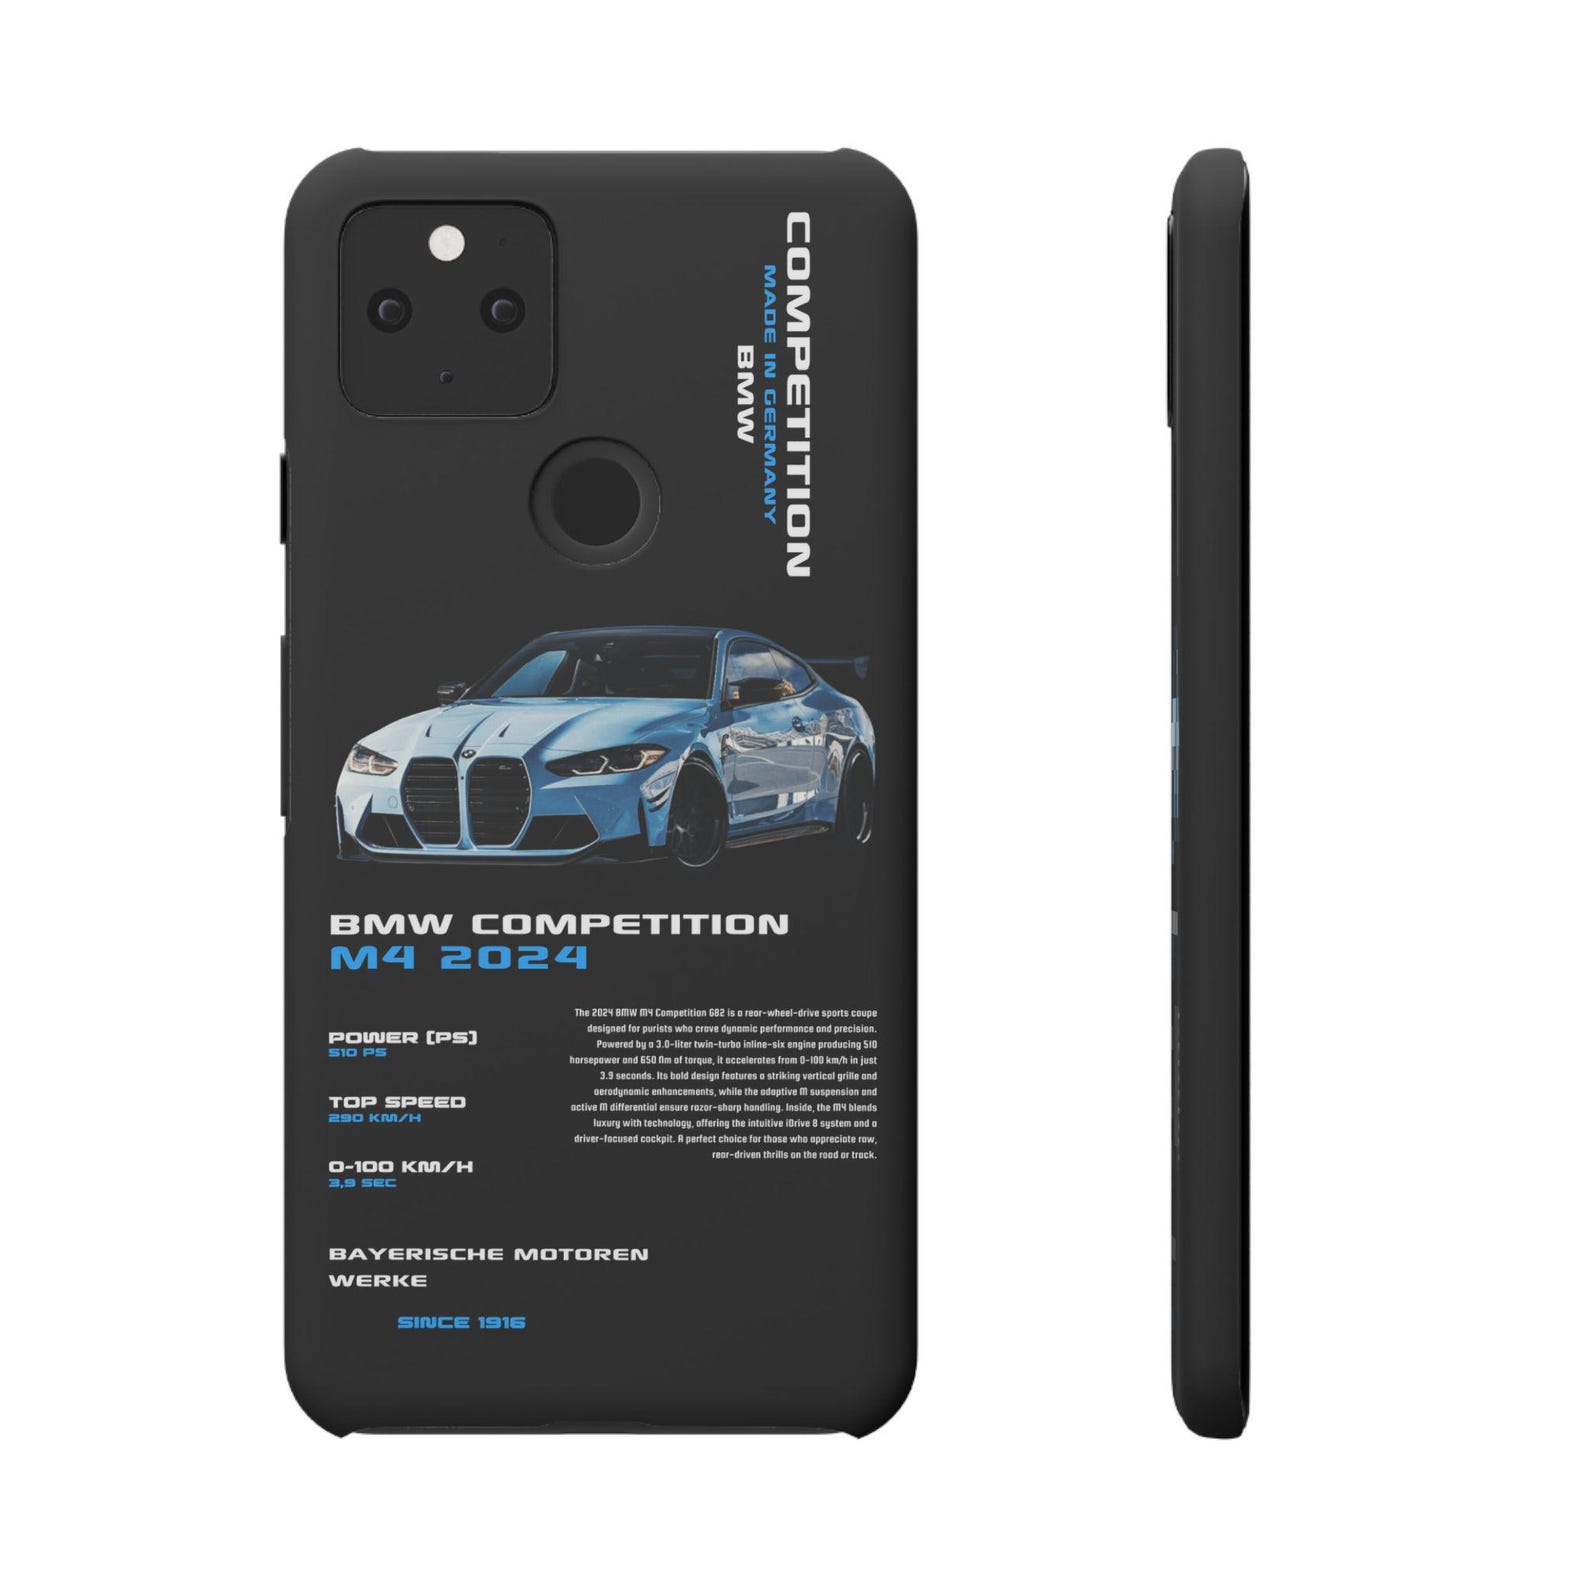 COMPETITION
MADE IN GERMANY
BMW
BMW COMPETITION
M4 2024
POWER (PS)
510 PS
TOP SPEED
290 KM/H
0-100 KM/H
3,9 SEC
The 2024 BMW M4 Competition G82 is a rear-wheel-drive sports coupe
designed for purists who crave dynamic performance and precision.
Powered by a 3.0-liter twin-turbo inline-six engine producing 510
horsepower and 650 Nm of torque, it accelerates from 0-100 km/h in just
3.9 seconds. Its bold design features a striking vertical grille and
aerodynamic enhancements, while the adaptive M suspension and
active M differential ensure razor-sharp handling. Inside, the M4 blends
luxury with technology, offering the intuitive iDrive 8 system and a
driver-focused cockpit. A perfect choice for those who appreciate raw,
rear-driven thrills on the road or track.
BAYERISCHE MOTOREN
WERKE
SINCE 1916